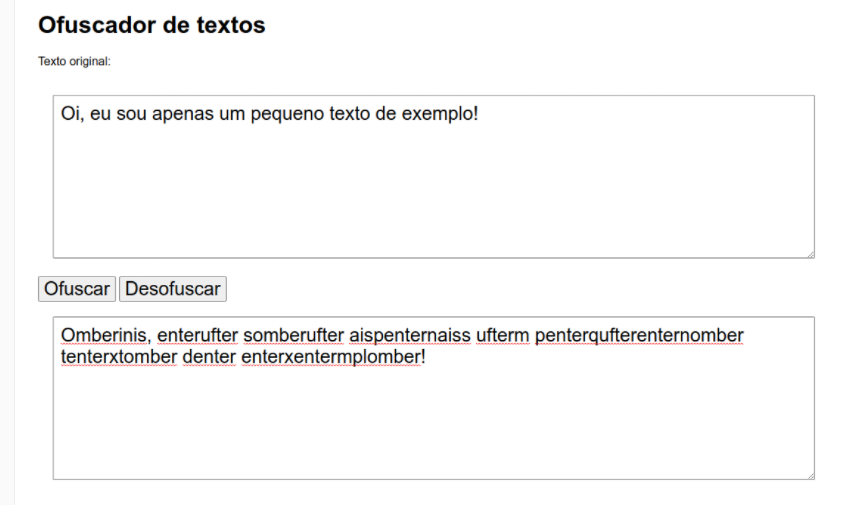 Ofuscador de textos
Texto original:
Oi, eu sou apenas um pequeno texto de exemplo!
Ofuscar Desofuscar
Omberinis, enterufter somberufter aispenternaiss ufterm penterqufterenternomber
tenterxtomber denter enterxentermplomber!